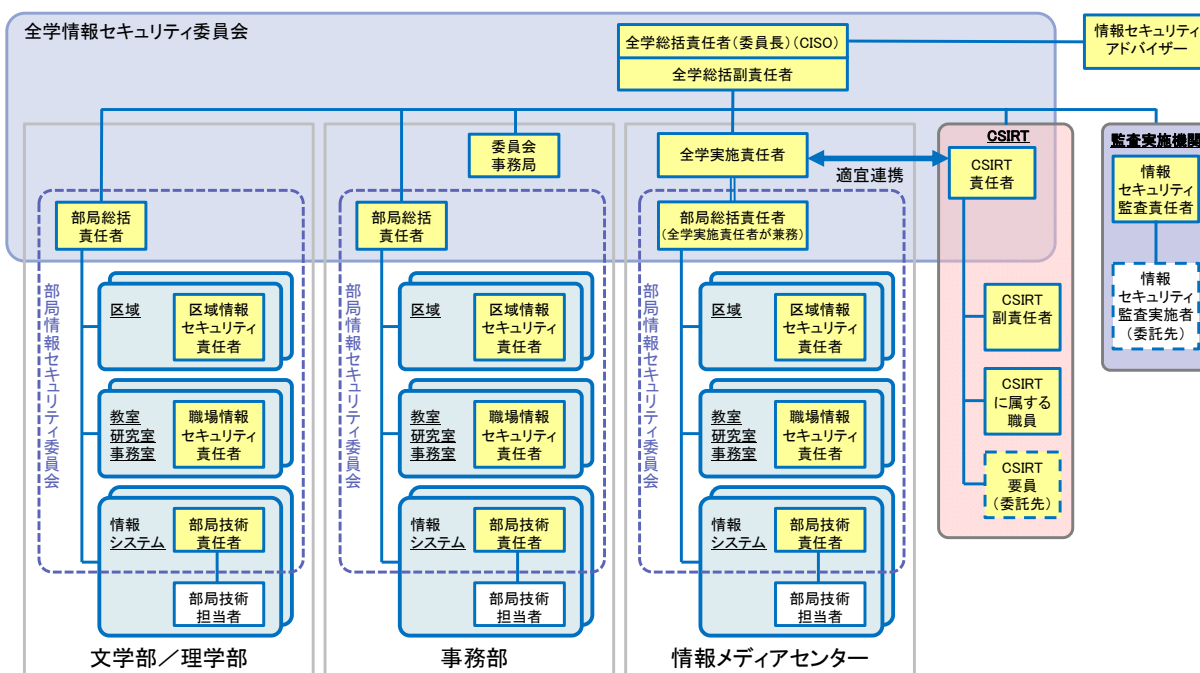 全学情報セキュリティ委員会
全学総括責任者(委員長)(CISO)
全学総括副責任者
情報セキュリティ
アドバイザー
委員会
事務局
全学実施責任者
適宜連携
CSIRT
CSIRT
責任者
監査実施機関
情報
セキュリティ
監査責任者
部局総括
責任者
部局総括
責任者
部局総括責任者
(全学実施責任者が兼務)
情報
セキュリティ
監査実施者
(委託先)
部局情報セキュリティ委員会
区域
区域情報
セキュリティ
責任者
教室
研究室
事務室
職場情報
セキュリティ
責任者
情報
システム
部局技術
責任者
部局技術
担当者
文学部/理学部
部局情報セキュリティ委員会
区域
区域情報
セキュリティ
責任者
教室
研究室
事務室
職場情報
セキュリティ
責任者
情報
システム
部局技術
責任者
部局技術
担当者
事務部
部局情報セキュリティ委員会
区域
区域情報
セキュリティ
責任者
教室
研究室
事務室
職場情報
セキュリティ
責任者
情報
システム
部局技術
責任者
部局技術
担当者
情報メディアセンター
CSIRT
副責任者
CSIRT
に属する
職員
CSIRT
要員
(委託先)